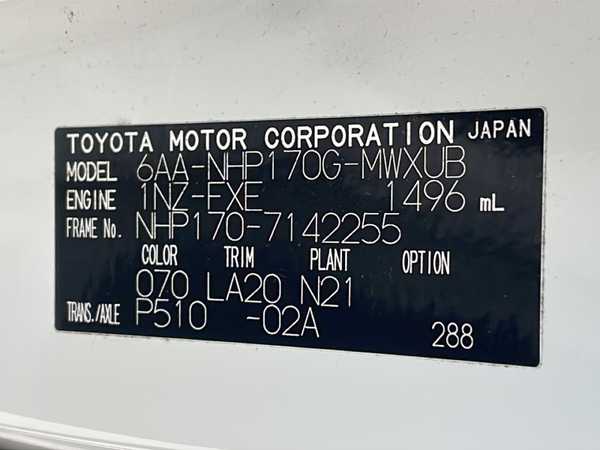 TOYOTA MOTOR CORPORATION JAPAN
MODEL 6AA-NHP170G-MWXUB
ENGINE 1NZ-FXE 1496 mL
FRAME No. NHP170-7142255
COLOR TRIM PLANT OPTION
070 LA20 N21
TRANS./AXLE P510 -02A
288